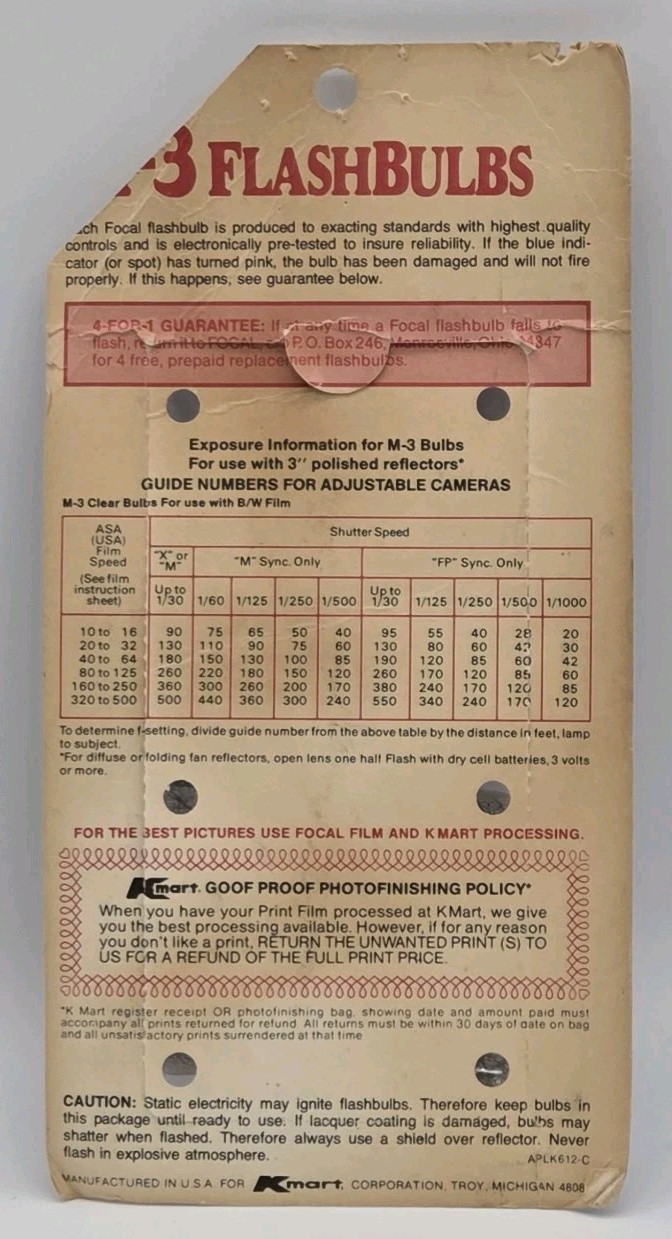 -3 FLASHBULBS
ch Focal flashbulb is produced to exacting standards with highest quality
controls and is electronically pre-tested to insure reliability. If the blue indi-
cator (or spot) has turned pink, the bulb has been damaged and will not fire
properly. If this happens, see guarantee below.
4-FOR-1 GUARANTEE: If at any time a Focal flashbulb fails to
flash, return it to FOCAL, P.O. Box 246, Monroeville, Ohio 44847
for 4 free, prepaid replacement flashbulbs.
Exposure Information for M-3 Bulbs
For use with 3" polished reflectors*
GUIDE NUMBERS FOR ADJUSTABLE CAMERAS
M-3 Clear Bulbs For use with B/W Film
ASA (USA) Film Speed (See film instruction sheet) Shutter Speed
"X" or "M" "M" Sync. Only "FP" Sync. Only
Up to 1/30 1/60 1/125 1/250 1/500 Up to 1/30 1/125 1/250 1/500 1/1000
10 to 16 90 75 65 50 40 95 55 40 28 20
20 to 32 130 110 90 75 60 130 80 60 42 30
40 to 64 180 150 130 100 85 190 120 85 60 42
80 to 125 260 220 180 150 120 260 170 120 85 60
160 to 250 360 300 260 200 170 380 240 170 120 85
320 to 500 500 440 360 300 240 550 340 240 170 120
To determine f-setting, divide guide number from the above table by the distance in feet, lamp
to subject.
*For diffuse or folding fan reflectors, open lens one half Flash with dry cell batteries, 3 volts
or more.
FOR THE BEST PICTURES USE FOCAL FILM AND K MART PROCESSING.
Kmart. GOOF PROOF PHOTOFINISHING POLICY*
When you have your Print Film processed at K Mart, we give
you the best processing available. However, if for any reason
you don't like a print, RETURN THE UNWANTED PRINT (S) TO
US FOR A REFUND OF THE FULL PRINT PRICE.
*K Mart register receipt OR photofinishing bag, showing date and amount paid must
accompany all prints returned for refund. All returns must be within 30 days of date on bag
and all unsatisfactory prints surrendered at that time
CAUTION: Static electricity may ignite flashbulbs. Therefore keep bulbs in
this package until ready to use. If lacquer coating is damaged, bulbs may
shatter when flashed. Therefore always use a shield over reflector. Never
flash in explosive atmosphere.
APLK612-C
MANUFACTURED IN U.S.A. FOR Kmart. CORPORATION, TROY, MICHIGAN 4808